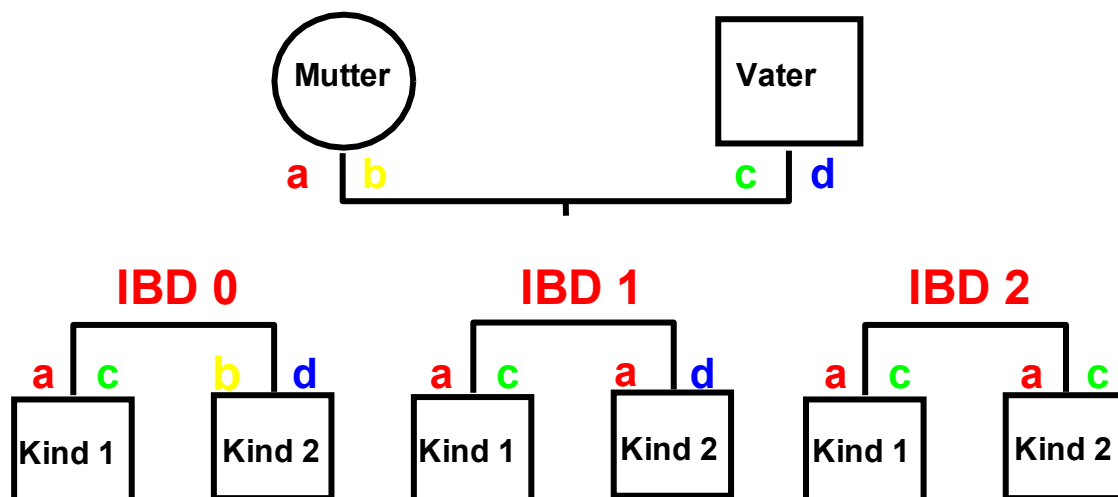 Mutter Vater
a b c d
IBD 0 IBD 1 IBD 2
a c b d a c a d a c a c
Kind 1 Kind 2 Kind 1 Kind 2 Kind 1 Kind 2